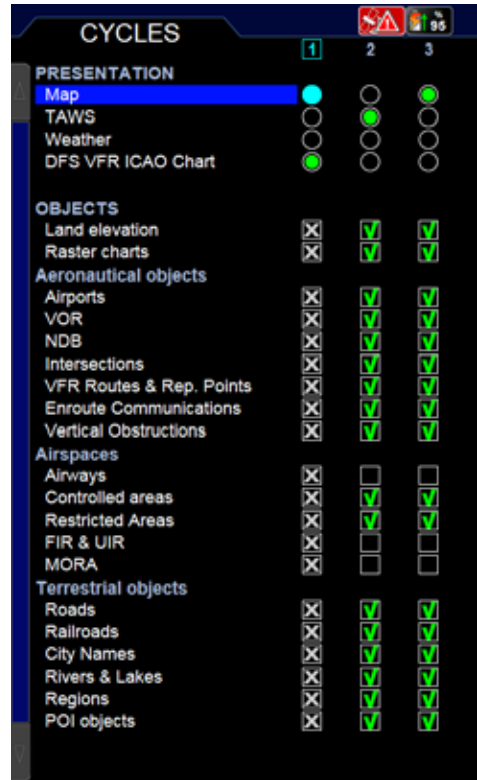 CYCLES
% 95
1 2 3
PRESENTATION
Map
TAWS
Weather
DFS VFR ICAO Chart
OBJECTS
Land elevation
Raster charts
Aeronautical objects
Airports
VOR
NDB
Intersections
VFR Routes & Rep. Points
Enroute Communications
Vertical Obstructions
Airspaces
Airways
Controlled areas
Restricted Areas
FIR & UIR
MORA
Terrestrial objects
Roads
Railroads
City Names
Rivers & Lakes
Regions
POI objects